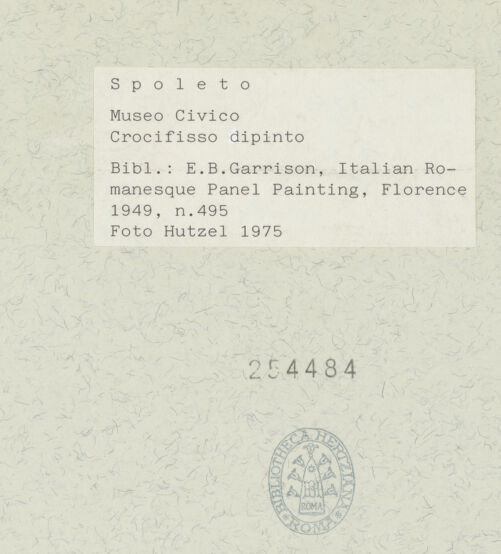 S p o l e t o
Museo Civico
Crocifisso dipinto
Bibl.: E.B.Garrison, Italian Ro-
manesque Panel Painting, Florence
1949, n.495
Foto Hutzel 1975
254484
BIBLIOTHECA HERTZIANA
ROMA
*ROMA*